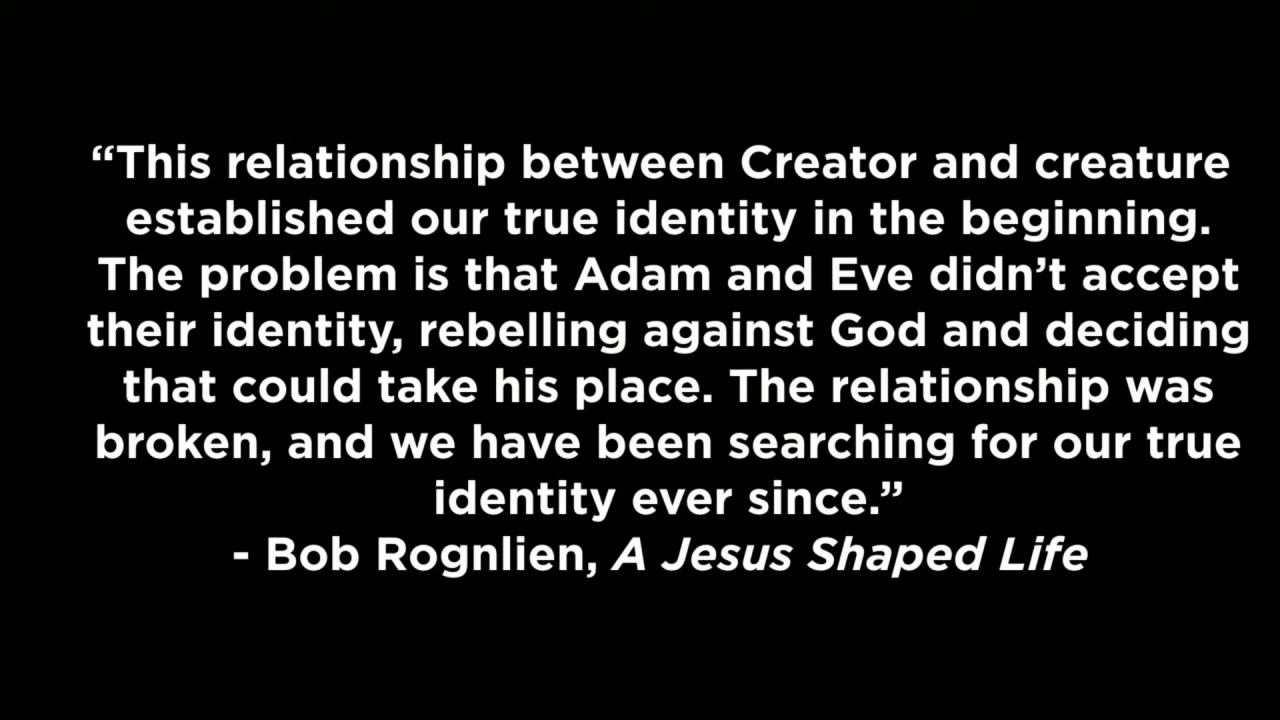 “This relationship between Creator and creature
established our true identity in the beginning.
The problem is that Adam and Eve didn’t accept
their identity, rebelling against God and deciding
that could take his place. The relationship was
broken, and we have been searching for our true
identity ever since.”
- Bob Rognlien, A Jesus Shaped Life